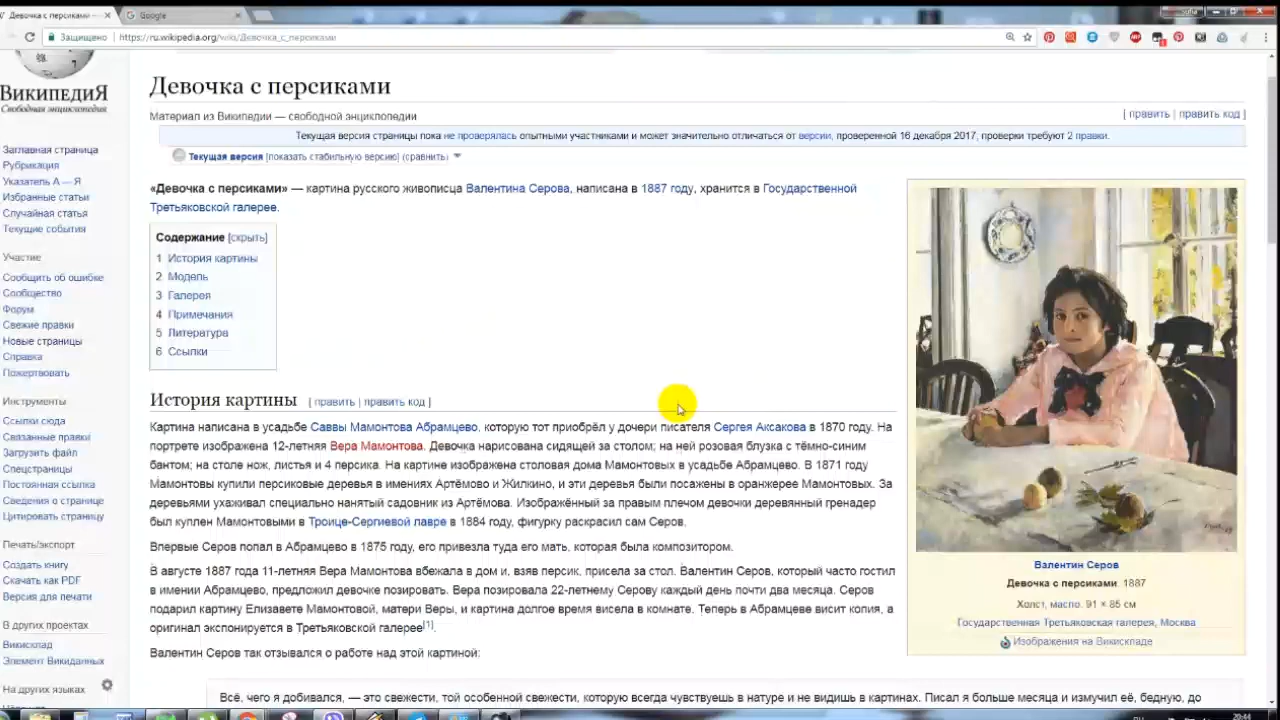 Девочка с персиками —
Google
Защищено
https://ru.wikipedia.org/wiki/Девочка_с_персиками
ВикипедиЯ
Свободная энциклопедия
Заглавная страница
Рубрикация
Указатель А — Я
Избранные статьи
Случайная статья
Текущие события
Участие
Сообщить об ошибке
Сообщество
Форум
Свежие правки
Новые страницы
Справка
Пожертвовать
Инструменты
Ссылки сюда
Связанные правки
Загрузить файл
Спецстраницы
Постоянная ссылка
Сведения о странице
Цитировать страницу
Печать/экспорт
Создать книгу
Скачать как PDF
Версия для печати
В других проектах
Викисклад
Элемент Викиданных
На других языках
Девочка с персиками
Материал из Википедии — свободной энциклопедии
[ править | править код ]
Текущая версия страницы пока не проверялась опытными участниками и может значительно отличаться от версии, проверенной 16 декабря 2017; проверки требуют 2 правки.
Текущая версия [показать стабильную версию] (сравнить)
«Девочка с персиками» — картина русского живописца Валентина Серова, написана в 1887 году, хранится в Государственной
Третьяковской галерее.
Содержание [скрыть]
1 История картины
2 Модель
3 Галерея
4 Примечания
5 Литература
6 Ссылки
История картины [ править | править код ]
Картина написана в усадьбе Саввы Мамонтова Абрамцево, которую тот приобрёл у дочери писателя Сергея Аксакова в 1870 году. На
портрете изображена 12-летняя Вера Мамонтова. Девочка нарисована сидящей за столом; на ней розовая блузка с тёмно-синим
бантом; на столе нож, листья и 4 персика. На картине изображена столовая дома Мамонтовых в усадьбе Абрамцево. В 1871 году
Мамонтовы купили персиковые деревья в имениях Артёмово и Жилкино, и эти деревья были посажены в оранжерее Мамонтовых. За
деревьями ухаживал специально нанятый садовник из Артёмова. Изображённый за правым плечом девочки деревянный гренадер
был куплен Мамонтовыми в Троице-Сергиевой лавре в 1884 году, фигурку раскрасил сам Серов.
Впервые Серов попал в Абрамцево в 1875 году, его привезла туда его мать, которая была композитором.
В августе 1887 года 11-летняя Вера Мамонтова вбежала в дом и, взяв персик, присела за стол. Валентин Серов, который часто гостил
в имении Абрамцево, предложил девочке позировать. Вера позировала 22-летнему Серову каждый день почти два месяца. Серов
подарил картину Елизавете Мамонтовой, матери Веры, и картина долгое время висела в комнате. Теперь в Абрамцеве висит копия, а
оригинал экспонируется в Третьяковской галерее[1].
Валентин Серов так отзывался о работе над этой картиной:
Всё, чего я добивался, — это свежести, той особенной свежести, которую всегда чувствуешь в натуре и не видишь в картинах. Писал я больше месяца и измучил её, бедную, до
Валентин Серов
Девочка с персиками. 1887
Холст, масло. 91 × 85 см
Государственная Третьяковская галерея, Москва
Изображения на Викискладе
20:44